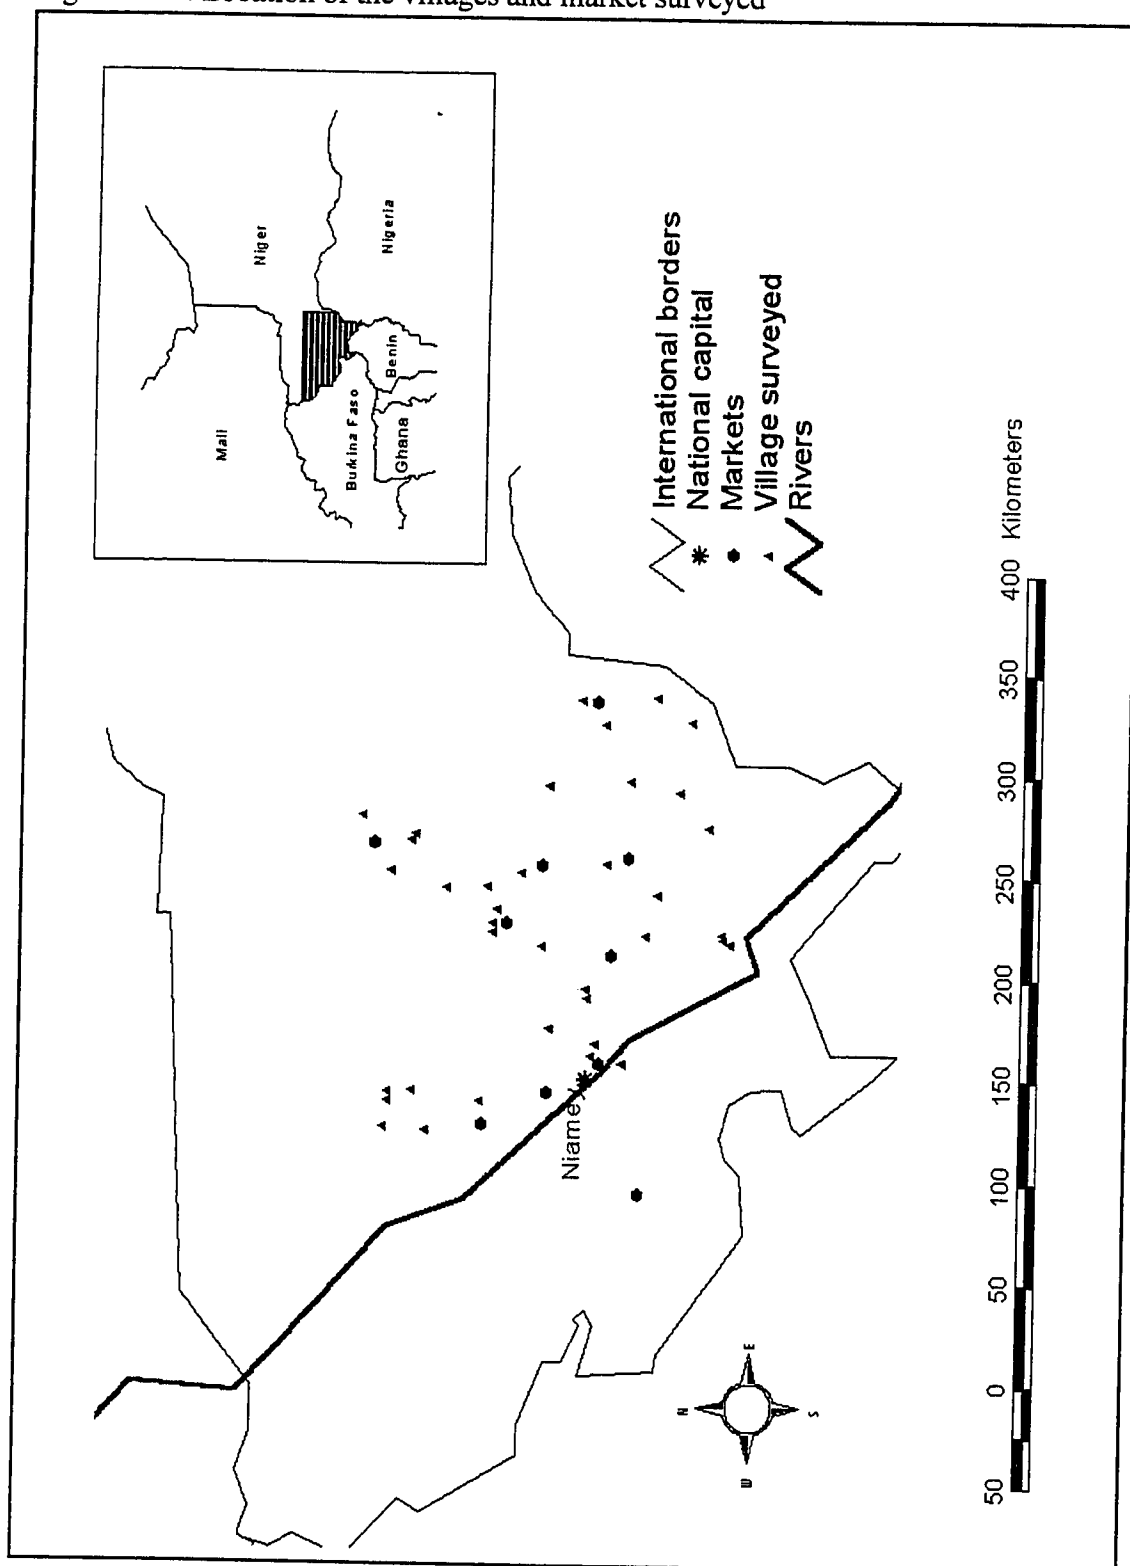 Location of the villages and market surveyed
Mali
Niger
Burkina Faso
Nigeria
Benin
Ghana
Niamey
International borders
National capital
Markets
Village surveyed
Rivers
N
W
E
S
50 0 50 100 150 200 250 300 350 400 Kilometers